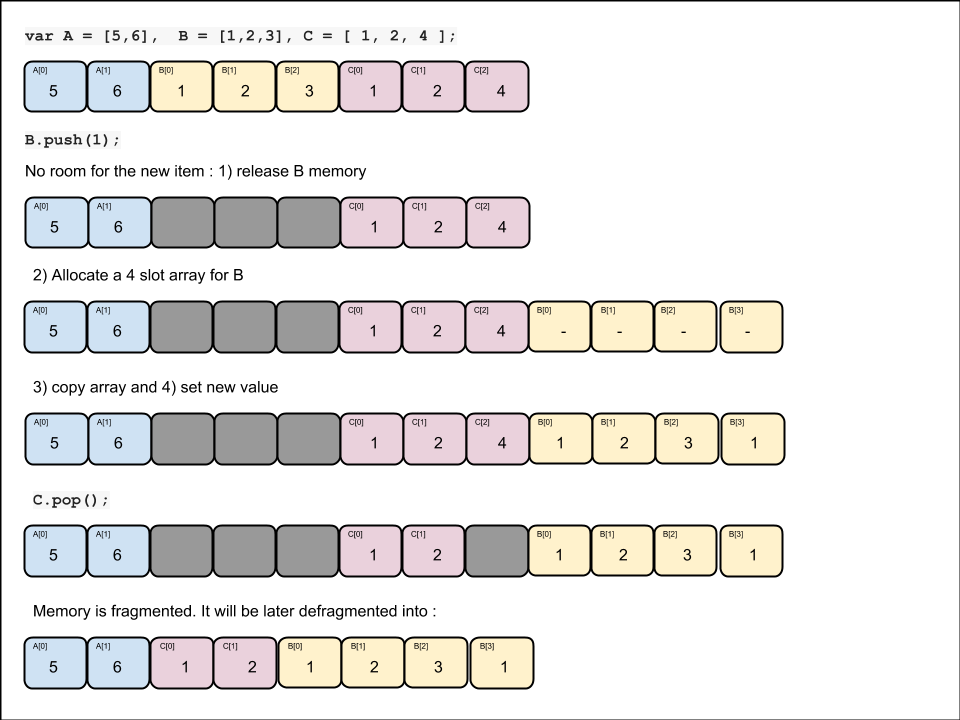 var A = [5,6], B = [1,2,3], C = [ 1, 2, 4 ];
A[0] A[1] B[0] B[1] B[2] C[0] C[1] C[2]
5 6 1 2 3 1 2 4
B.push(1);
No room for the new item : 1) release B memory
A[0] A[1] C[0] C[1] C[2]
5 6 1 2 4
2) Allocate a 4 slot array for B
A[0] A[1] C[0] C[1] C[2] B[0] B[1] B[2] B[3]
5 6 1 2 4 - - - -
3) copy array and 4) set new value
A[0] A[1] C[0] C[1] C[2] B[0] B[1] B[2] B[3]
5 6 1 2 4 1 2 3 1
C.pop();
A[0] A[1] C[0] C[1] B[0] B[1] B[2] B[3]
5 6 1 2 1 2 3 1
Memory is fragmented. It will be later defragmented into :
A[0] A[1] C[0] C[1] B[0] B[1] B[2] B[3]
5 6 1 2 1 2 3 1